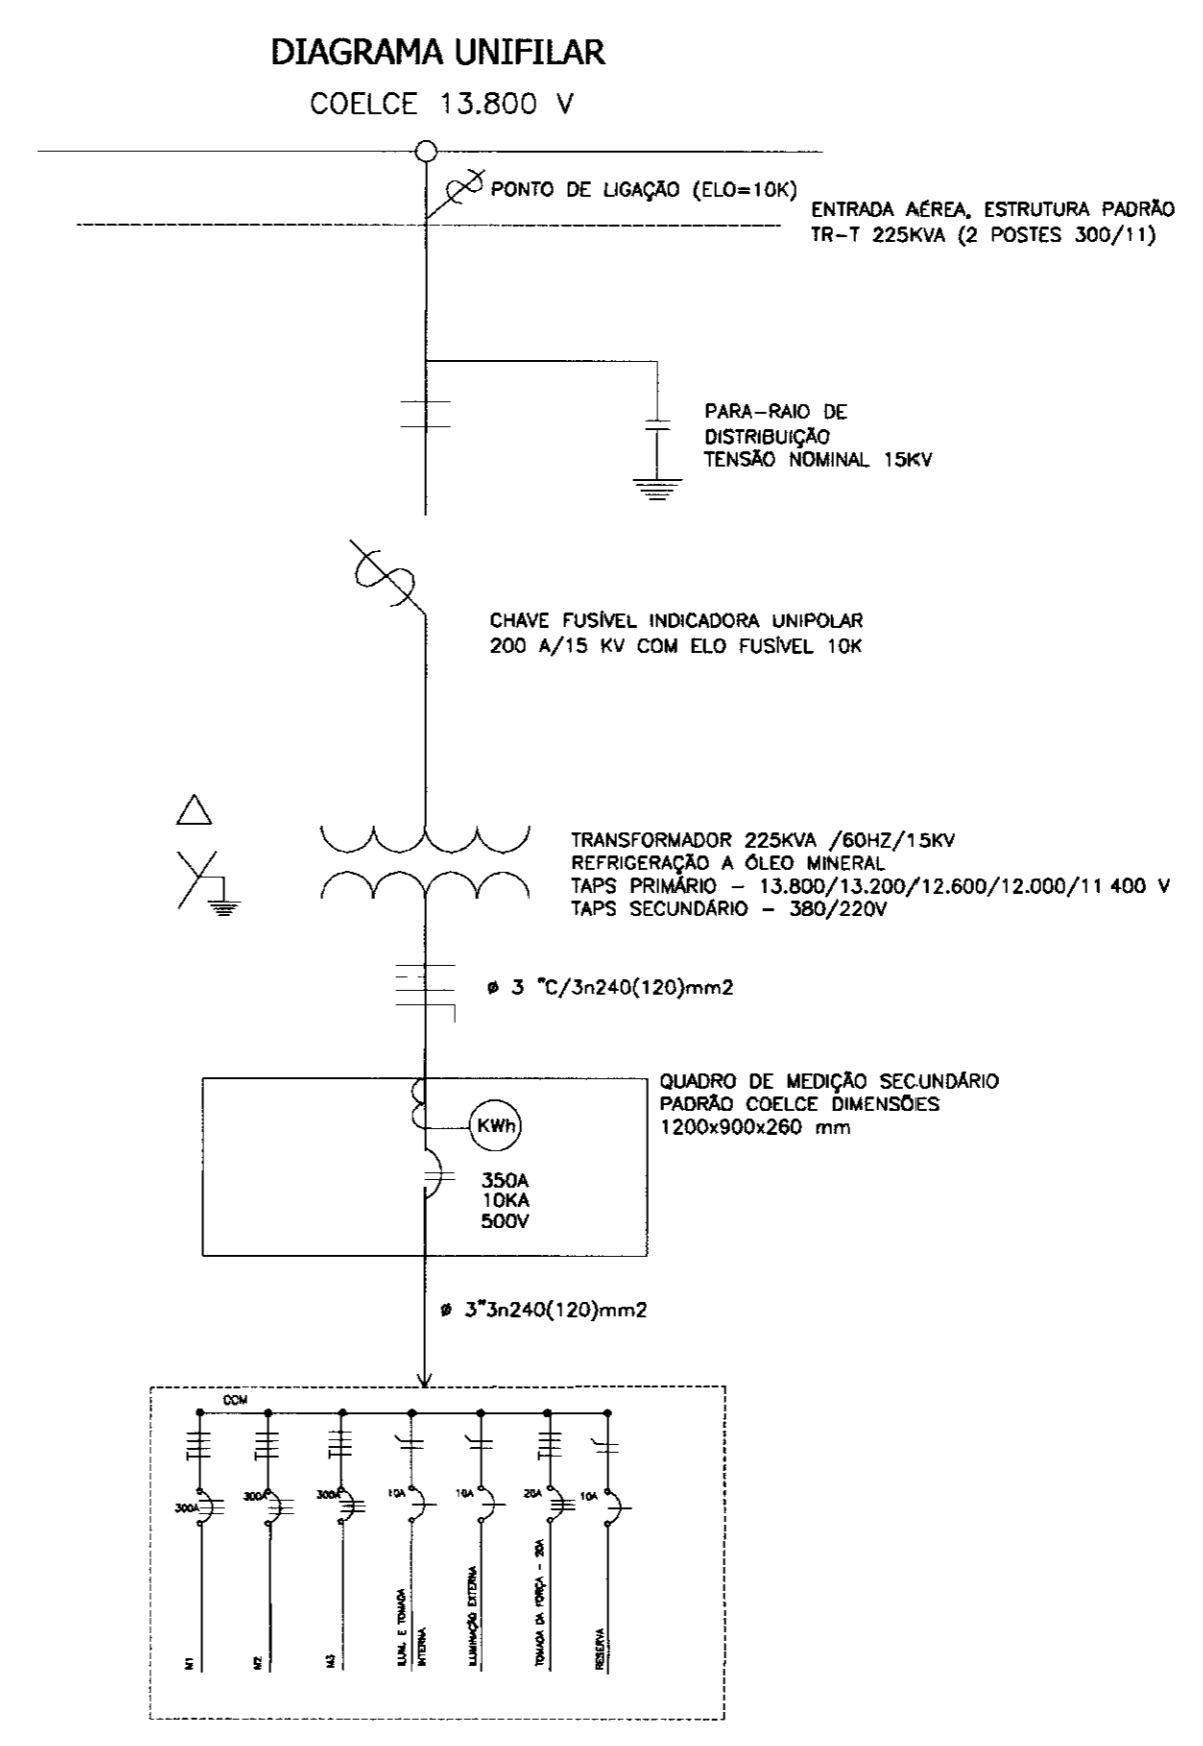 DIAGRAMA UNIFILAR
COELCE 13.800 V
PONTO DE LIGAÇÃO (ELO=10K)
ENTRADA AÉREA, ESTRUTURA PADRÃO
TR-T 225KVA (2 POSTES 300/11)
PARA-RAIO DE
DISTRIBUIÇÃO
TENSÃO NOMINAL 15KV
CHAVE FUSÍVEL INDICADORA UNIPOLAR
200 A/15 KV COM ELO FUSÍVEL 10K
TRANSFORMADOR 225KVA /60HZ/15KV
REFRIGERAÇÃO A ÓLEO MINERAL
TAPS PRIMÁRIO - 13.800/13.200/12.600/12.000/11 400 V
TAPS SECUNDÁRIO - 380/220V
ø 3 "C/3n240(120)mm2
QUADRO DE MEDIÇÃO SECUNDÁRIO
PADRÃO COELCE DIMENSÕES
1200x900x260 mm
KWh
350A
10KA
500V
ø 3"3n240(120)mm2
CCM
300A
300A
300A
10A
10A
20A
10A
M1
M2
M3
ILUM. E TOMADA
INTERNA
ILUMINAÇÃO EXTERNA
TOMADA DA FORÇA - 20A
RESERVA